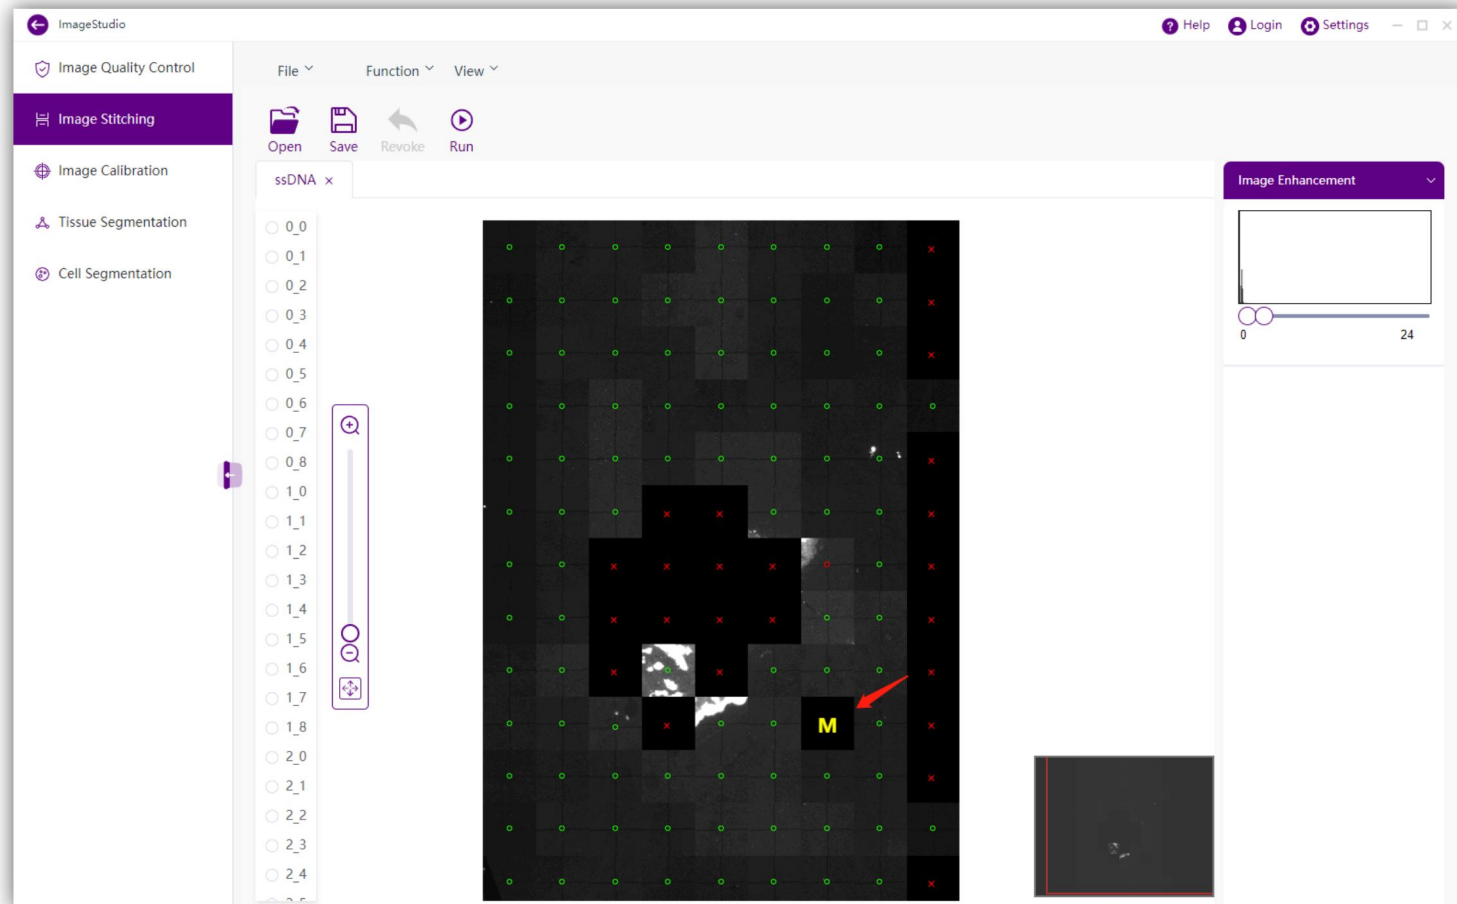 ImageStudio
Help Login Settings
Image Quality Control
Image Stitching
Image Calibration
Tissue Segmentation
Cell Segmentation
File Function View
Open Save Revoke Run
ssDNA ×
0_0
0_1
0_2
0_3
0_4
0_5
0_6
0_7
0_8
1_0
1_1
1_2
1_3
1_4
1_5
1_6
1_7
1_8
2_0
2_1
2_2
2_3
2_4
M
Image Enhancement
0 24